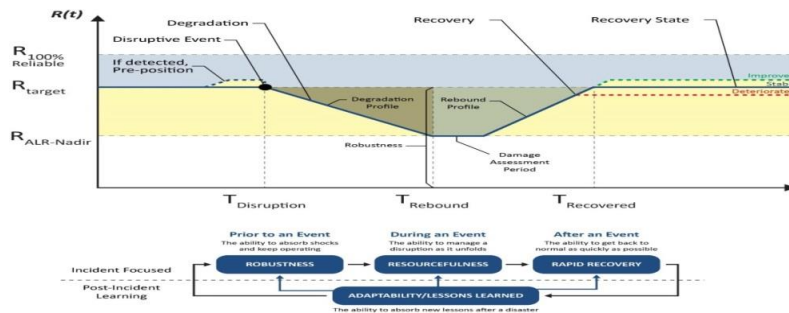 R(t)
Degradation
Disruptive Event
Recovery
Recovery State
R100%
Reliable
If detected,
Pre-position
Improve
Stab
Deteriorate
Rtarget
Degradation
Profile
Rebound
Profile
RALR-Nadir
Robustness
Damage
Assessment
Period
TDisruption
TRebound
TRecovered
Prior to an Event
The ability to absorb shocks
and keep operating
During an Event
The ability to manage a
disruption as it unfolds
After an Event
The ability to get back to
normal as quickly as possible
Incident Focused
ROBUSTNESS
RESOURCEFULNESS
RAPID RECOVERY
Post-Incident
Learning
ADAPTABILITY/LESSONS LEARNED
The ability to absorb new lessons after a disaster